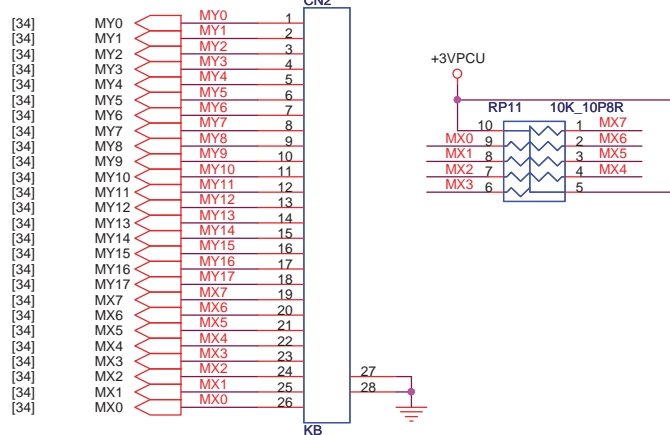 CN2
[34] MY0 MY0 1
[34] MY1 MY1 2
[34] MY2 MY2 3
[34] MY3 MY3 4
[34] MY4 MY4 5
[34] MY5 MY5 6
[34] MY6 MY6 7
[34] MY7 MY7 8
[34] MY8 MY8 9
[34] MY9 MY9 10
[34] MY10 MY10 11
[34] MY11 MY11 12
[34] MY12 MY12 13
[34] MY13 MY13 14
[34] MY14 MY14 15
[34] MY15 MY15 16
[34] MY16 MY16 17
[34] MY17 MY17 18
[34] MX7 MX7 19
[34] MX6 MX6 20
[34] MX5 MX5 21
[34] MX4 MX4 22
[34] MX3 MX3 23
[34] MX2 MX2 24 27
[34] MX1 MX1 25 28
[34] MX0 MX0 26
KB
+3VPCU
RP11 10K_10P8R
10 1 MX7
MX0 9 2 MX6
MX1 8 3 MX5
MX2 7 4 MX4
MX3 6 5